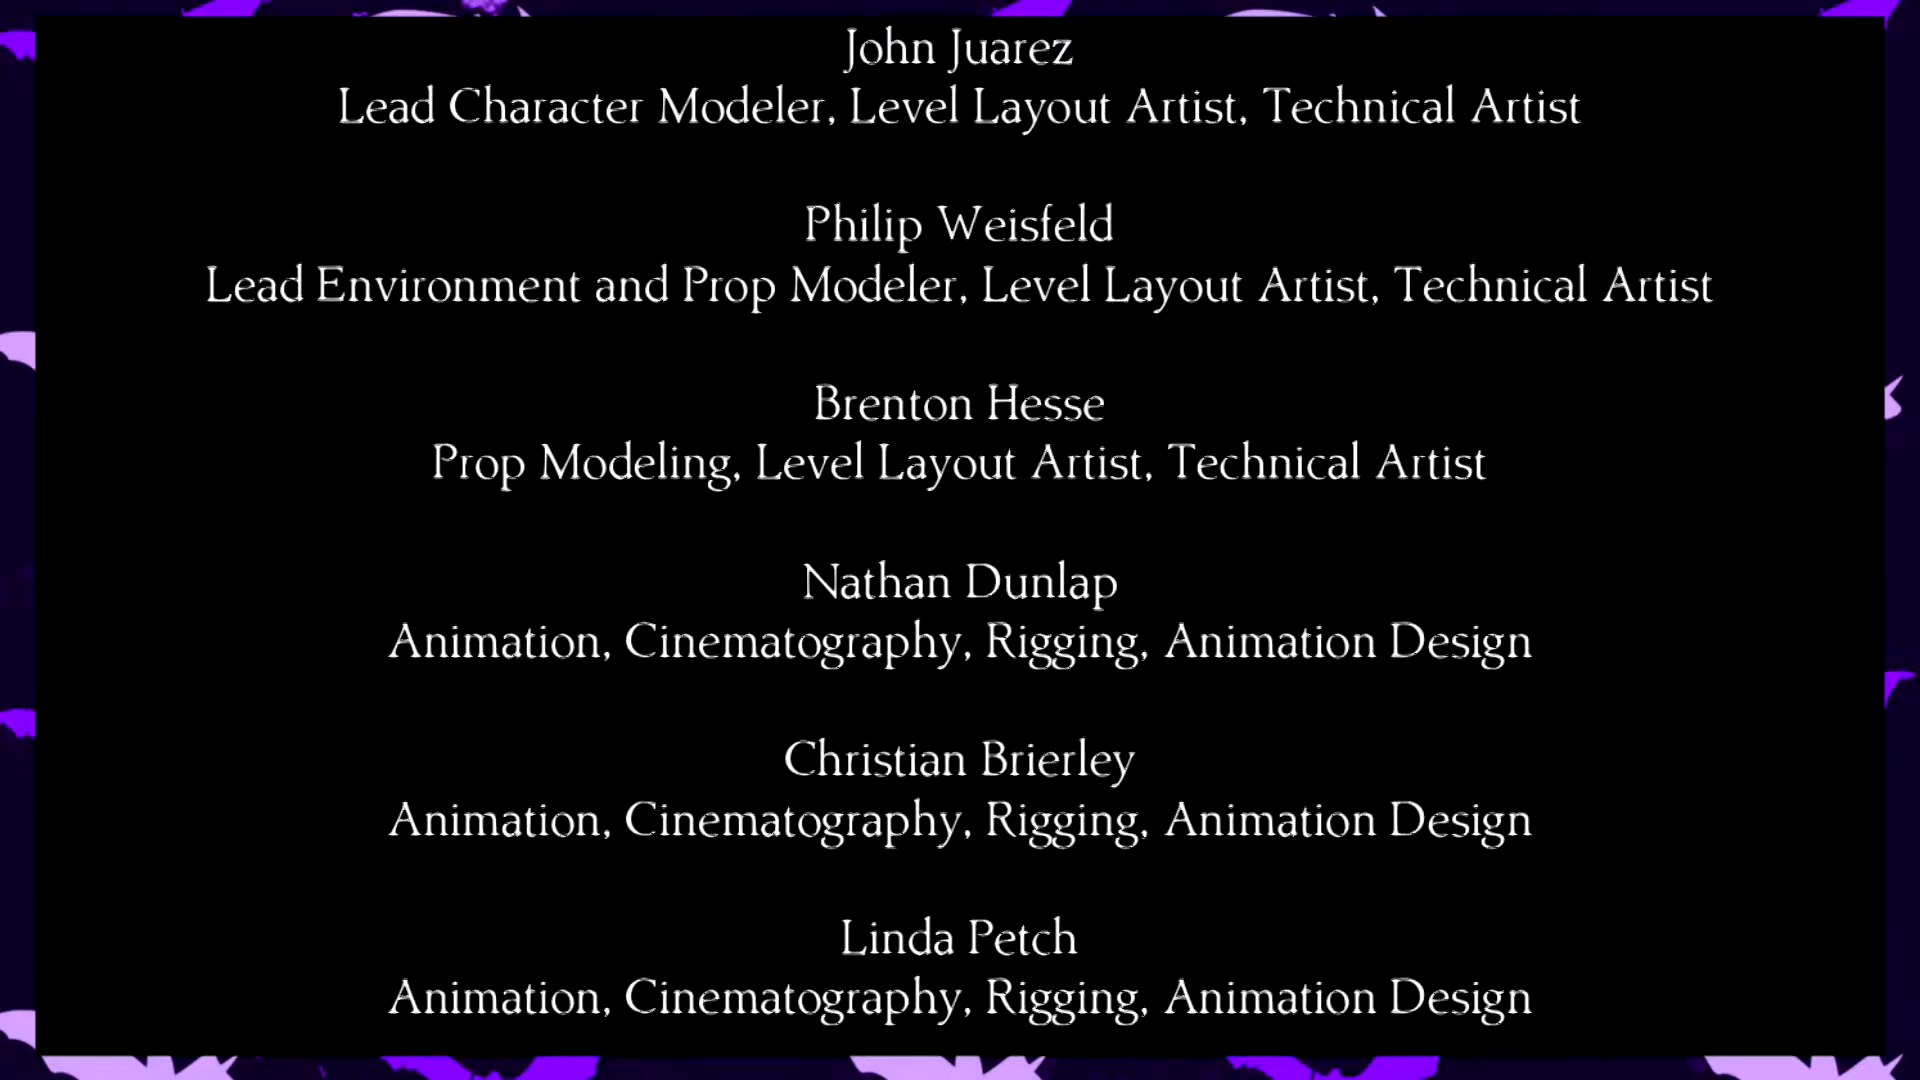 John Juarez
Lead Character Modeler, Level Layout Artist, Technical Artist
Philip Weisfeld
Lead Environment and Prop Modeler, Level Layout Artist, Technical Artist
Brenton Hesse
Prop Modeling, Level Layout Artist, Technical Artist
Nathan Dunlap
Animation, Cinematography, Rigging, Animation Design
Christian Brierley
Animation, Cinematography, Rigging, Animation Design
Linda Petch
Animation, Cinematography, Rigging, Animation Design